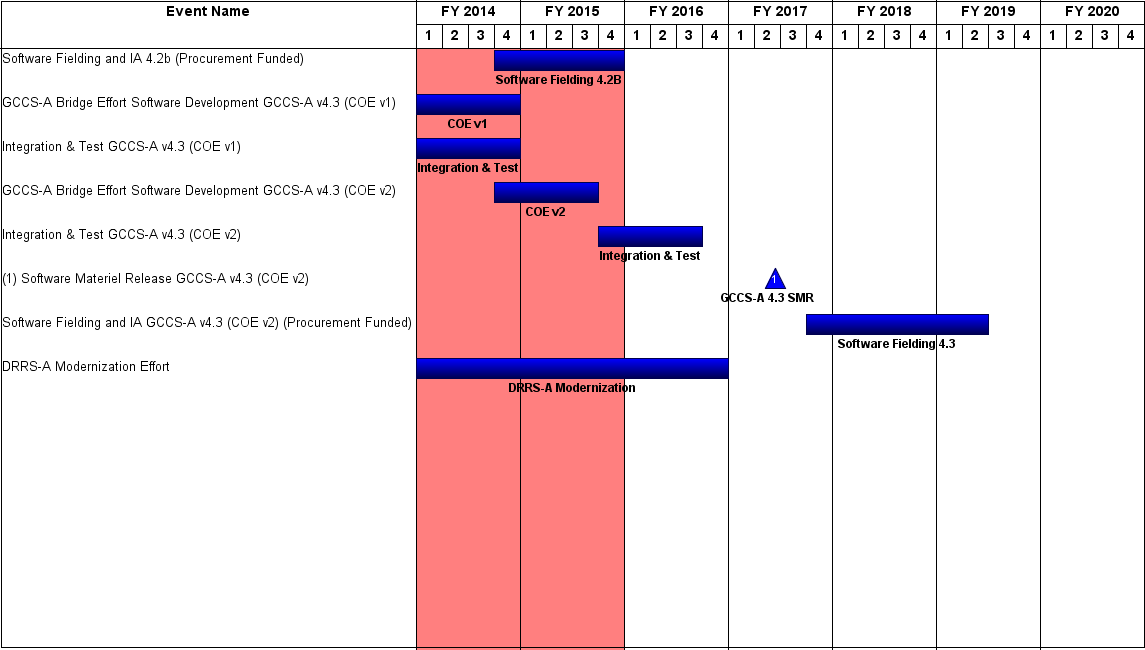 Event Name FY 2014 FY 2015 FY 2016 FY 2017 FY 2018 FY 2019 FY 2020
1 2 3 4 1 2 3 4 1 2 3 4 1 2 3 4 1 2 3 4 1 2 3 4 1 2 3 4
Software Fielding and IA 4.2b (Procurement Funded)
Software Fielding 4.2B
GCCS-A Bridge Effort Software Development GCCS-A v4.3 (COE v1)
COE v1
Integration & Test GCCS-A v4.3 (COE v1)
Integration & Test
GCCS-A Bridge Effort Software Development GCCS-A v4.3 (COE v2)
COE v2
Integration & Test GCCS-A v4.3 (COE v2)
Integration & Test
(1) Software Materiel Release GCCS-A v4.3 (COE v2) 1
GCCS-A 4.3 SMR
Software Fielding and IA GCCS-A v4.3 (COE v2) (Procurement Funded)
Software Fielding 4.3
DRRS-A Modernization Effort
DRRS-A Modernization